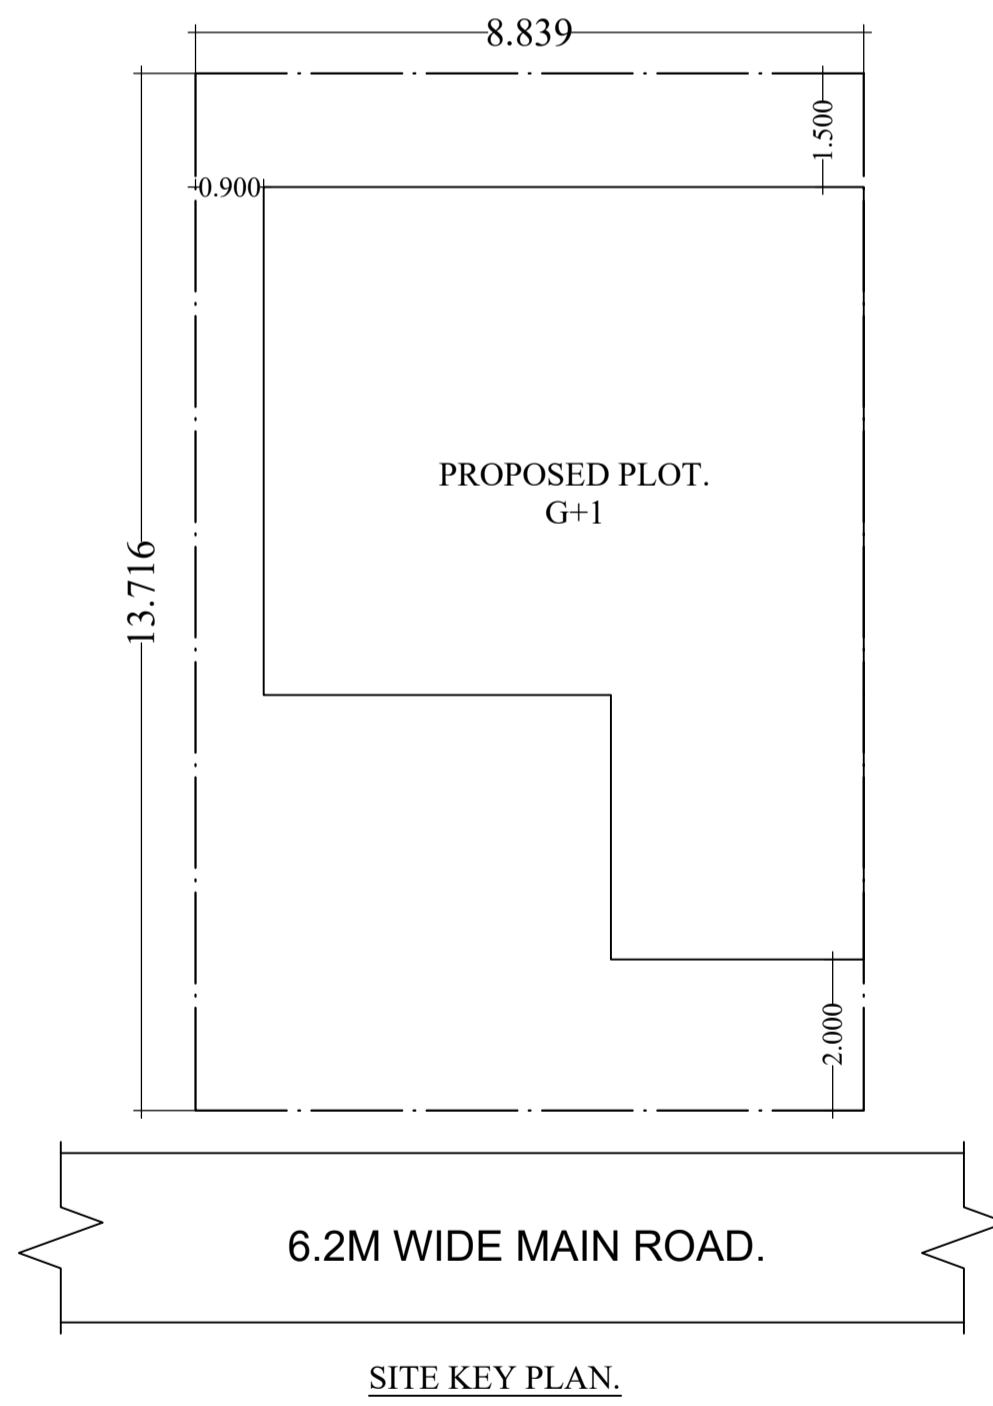 8.839
1.500
0.900
PROPOSED PLOT.
G+1
13.716
2.000
6.2M WIDE MAIN ROAD.
SITE KEY PLAN.